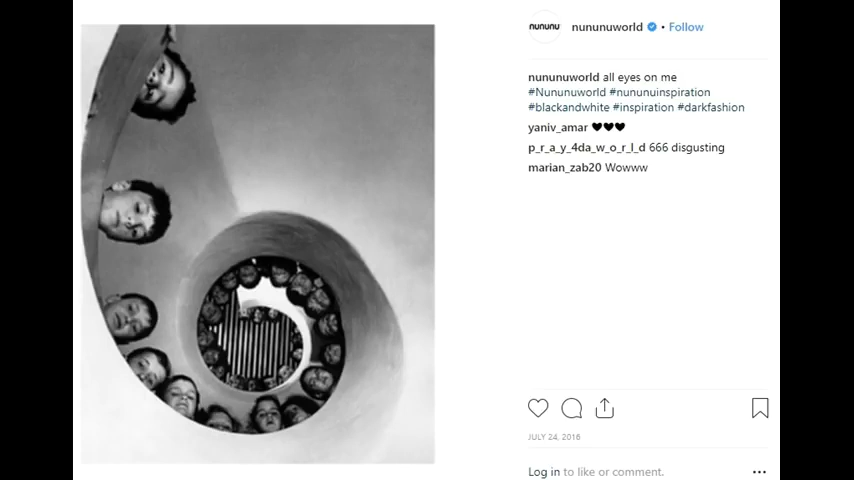 nununu
nununuworld • Follow
nununuworld all eyes on me
#Nununuworld #nununuinspiration
#blackandwhite #inspiration #darkfashion
yaniv_amar 🖤🖤🖤
p_r_a_y_4da_w_o_r_l_d 666 disgusting
marian_zab20 Wowww
JULY 24, 2016
Log in to like or comment.